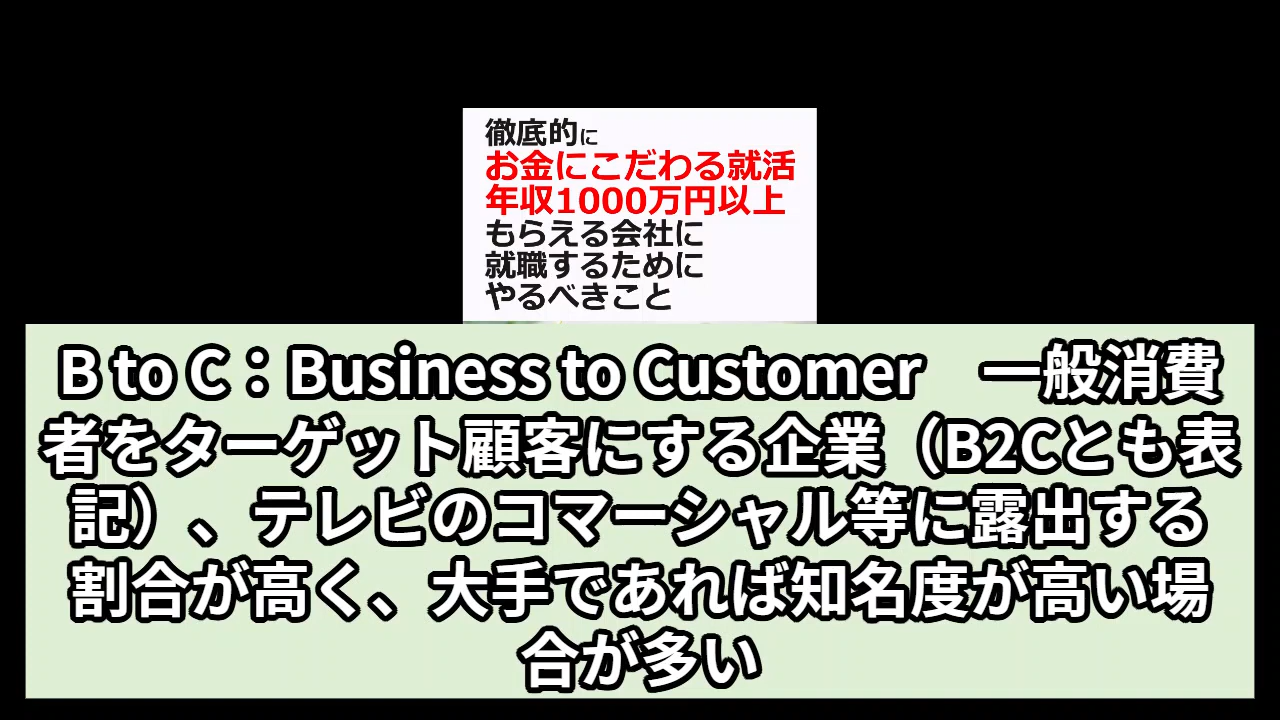 徹底的に
お金にこだわる就活
年収1000万円以上
もらえる会社に
就職するために
やるべきこと
B to C：Business to Customer　一般消費
者をターゲット顧客にする企業（B2Cとも表
記）、テレビのコマーシャル等に露出する
割合が高く、大手であれば知名度が高い場
合が多い